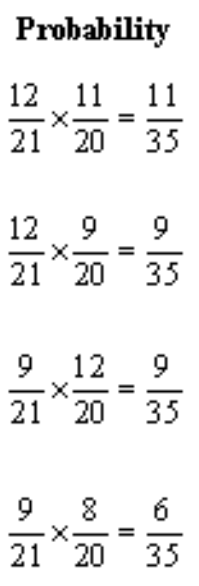 Probability
12/21 × 11/20 = 11/35
12/21 × 9/20 = 9/35
9/21 × 12/20 = 9/35
9/21 × 8/20 = 6/35